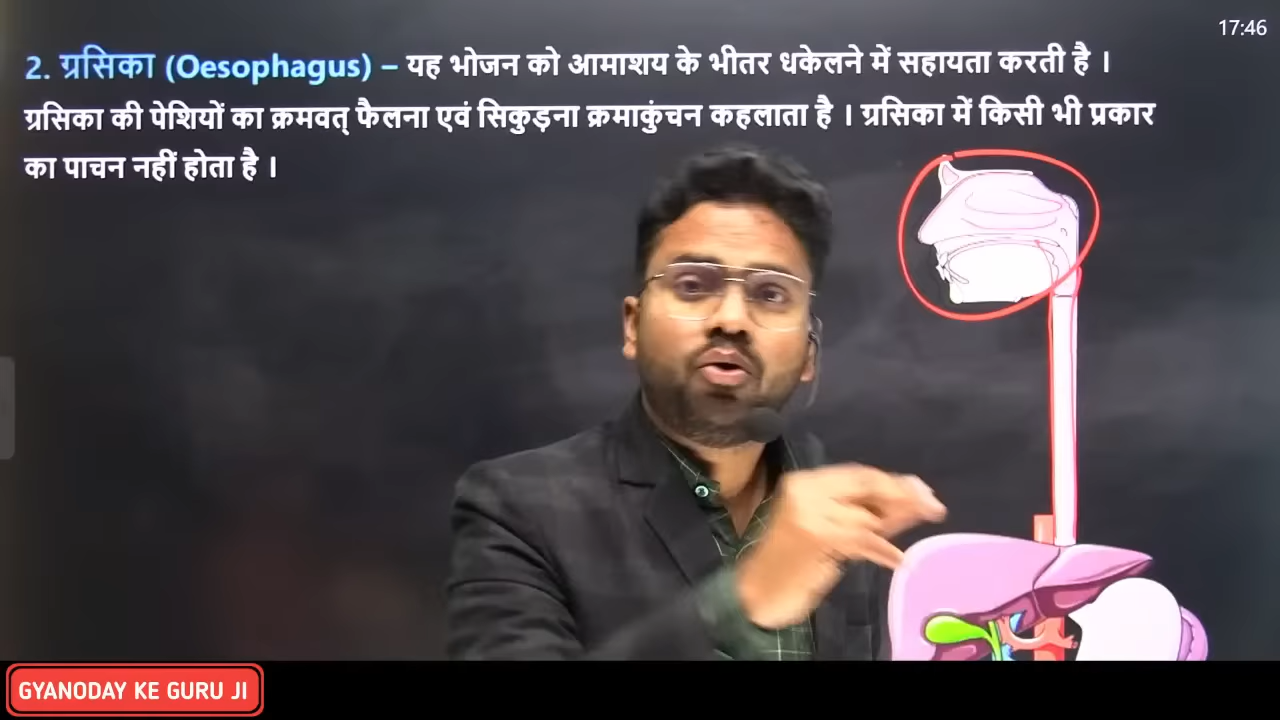 17:46
2. ग्रसिका (Oesophagus) – यह भोजन को आमाशय के भीतर धकेलने में सहायता करती है ।
ग्रसिका की पेशियों का क्रमवत् फैलना एवं सिकुड़ना क्रमाकुंचन कहलाता है । ग्रसिका में किसी भी प्रकार
का पाचन नहीं होता है ।
GYANODAY KE GURU JI